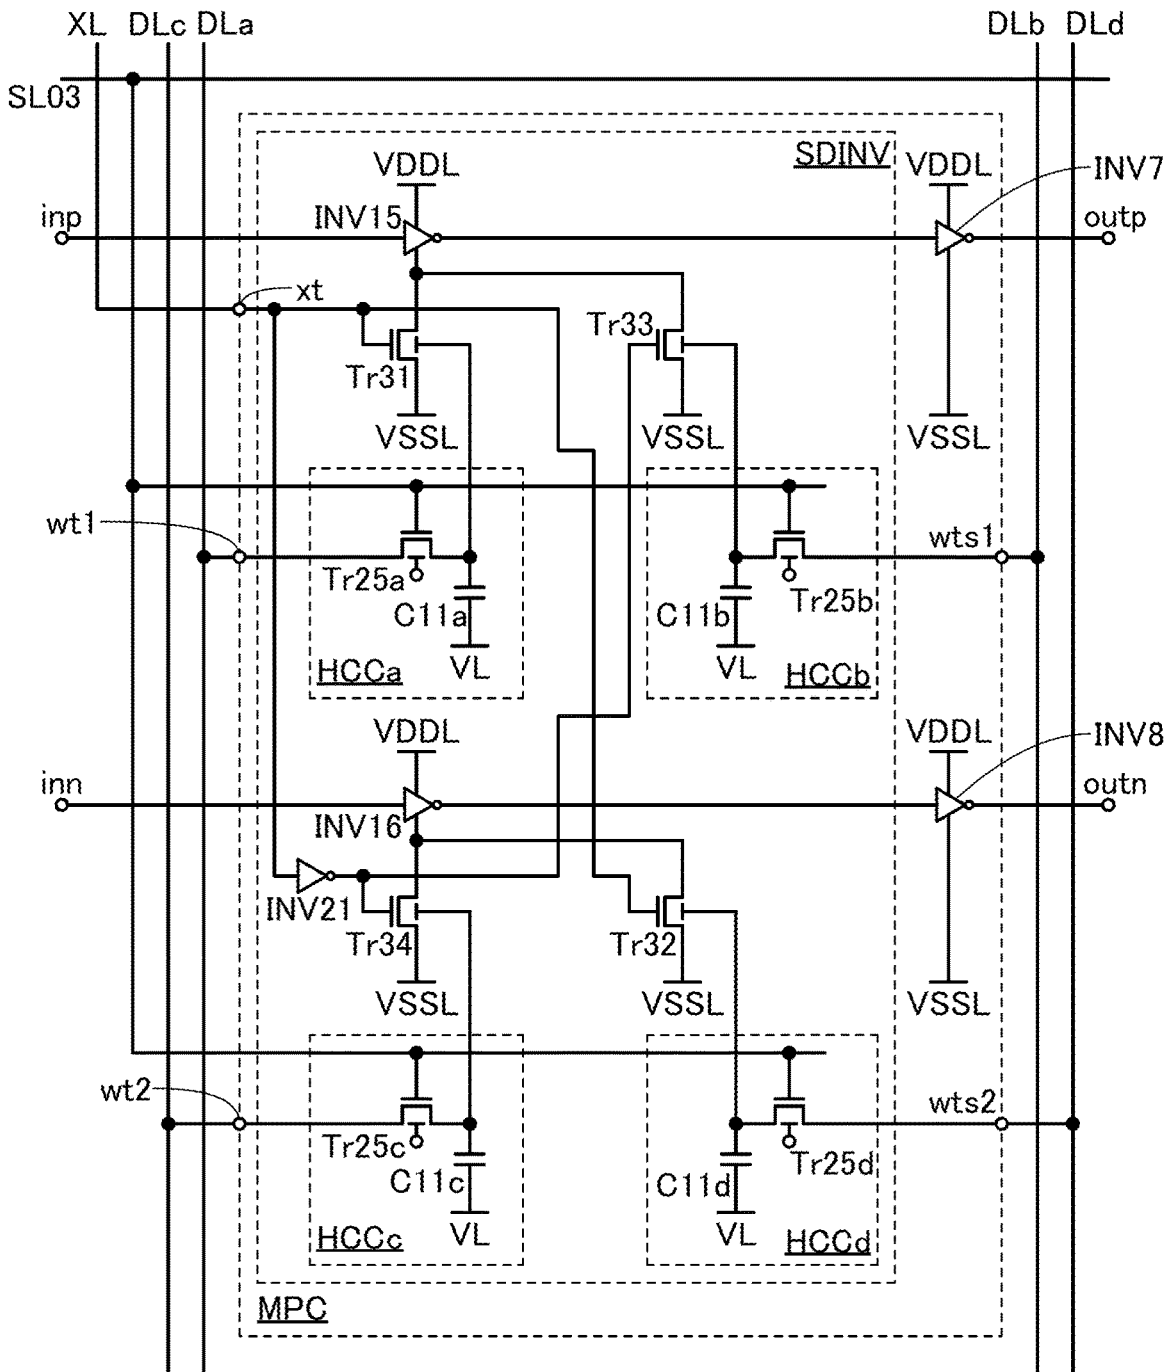 XL DLc DLa DLb DLd
SL03
SDINV
VDDL VDDL
INV7
inp INV15 outp
xt
Tr33
Tr31
VSSL VSSL VSSL
wt1 wts1
Tr25a Tr25b
C11a C11b
VL VL
HCCa HCCb
VDDL VDDL
INV8
inn outn
INV16
INV21
Tr34 Tr32
VSSL VSSL VSSL
wt2 wts2
Tr25c Tr25d
C11c C11d
VL VL
HCCc HCCd
MPC